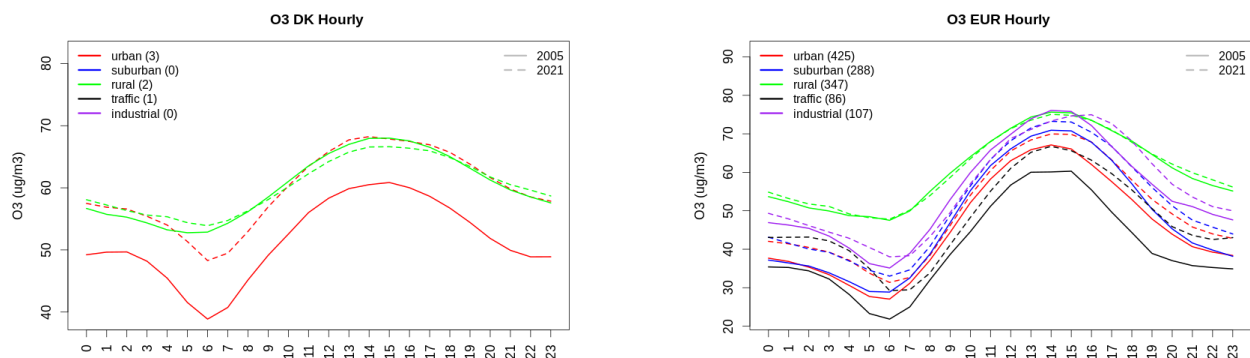 O3 DK Hourly
O3 (ug/m3)
80
70
60
50
40
urban (3)
suburban (0)
rural (2)
traffic (1)
industrial (0)
2005
2021
0 1 2 3 4 5 6 7 8 9 10 11 12 13 14 15 16 17 18 19 20 21 22 23
O3 EUR Hourly
O3 (ug/m3)
90
80
70
60
50
40
30
20
urban (425)
suburban (288)
rural (347)
traffic (86)
industrial (107)
2005
2021
0 1 2 3 4 5 6 7 8 9 10 11 12 13 14 15 16 17 18 19 20 21 22 23